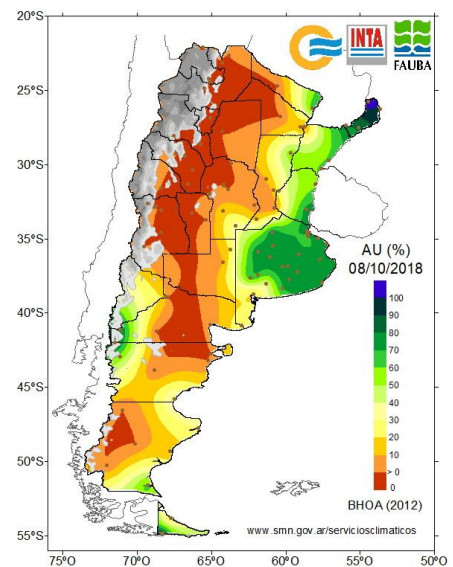 20°S
INTA
FAUBA
25°S
30°S
35°S
AU (%)
08/10/2018
100
90
80
70
60
50
40
30
20
10
> 0
0
40°S
45°S
50°S
BHOA (2012)
www.smn.gov.ar/serviciosclimaticos
55°S
75°O
70°O
65°O
60°O
55°O
50°O